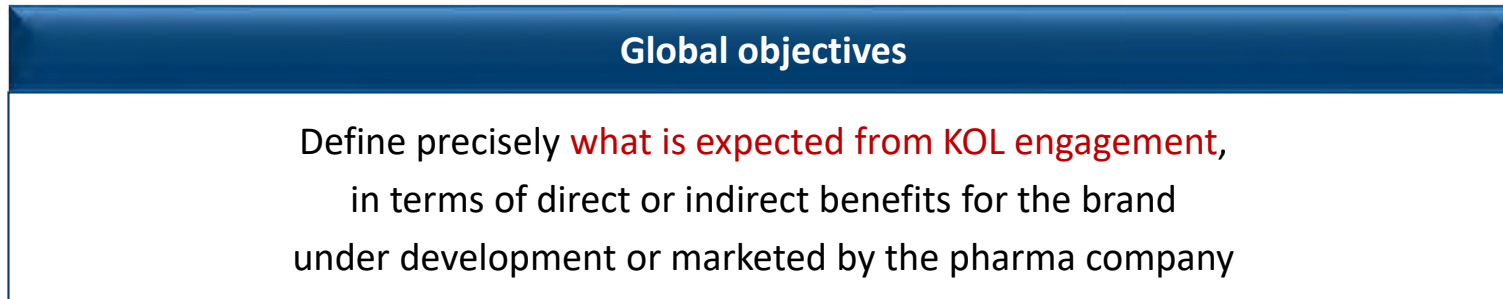 Global objectives
Define precisely what is expected from KOL engagement,
in terms of direct or indirect benefits for the brand
under development or marketed by the pharma company